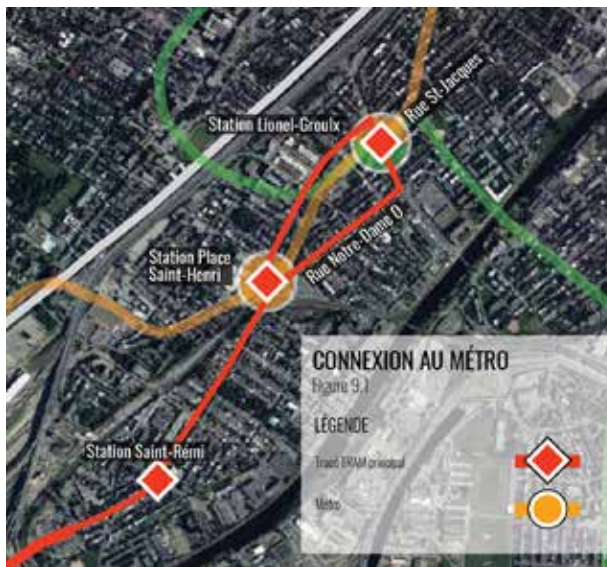 Station Lionel-Groulx
Rue St-Jacques
Station Place
Saint-Henri
Rue Notre-Dame O
Station Saint-Rémi
CONNEXION AU MÉTRO
Figure 9.1
LÉGENDE
Tracé principal
Métro